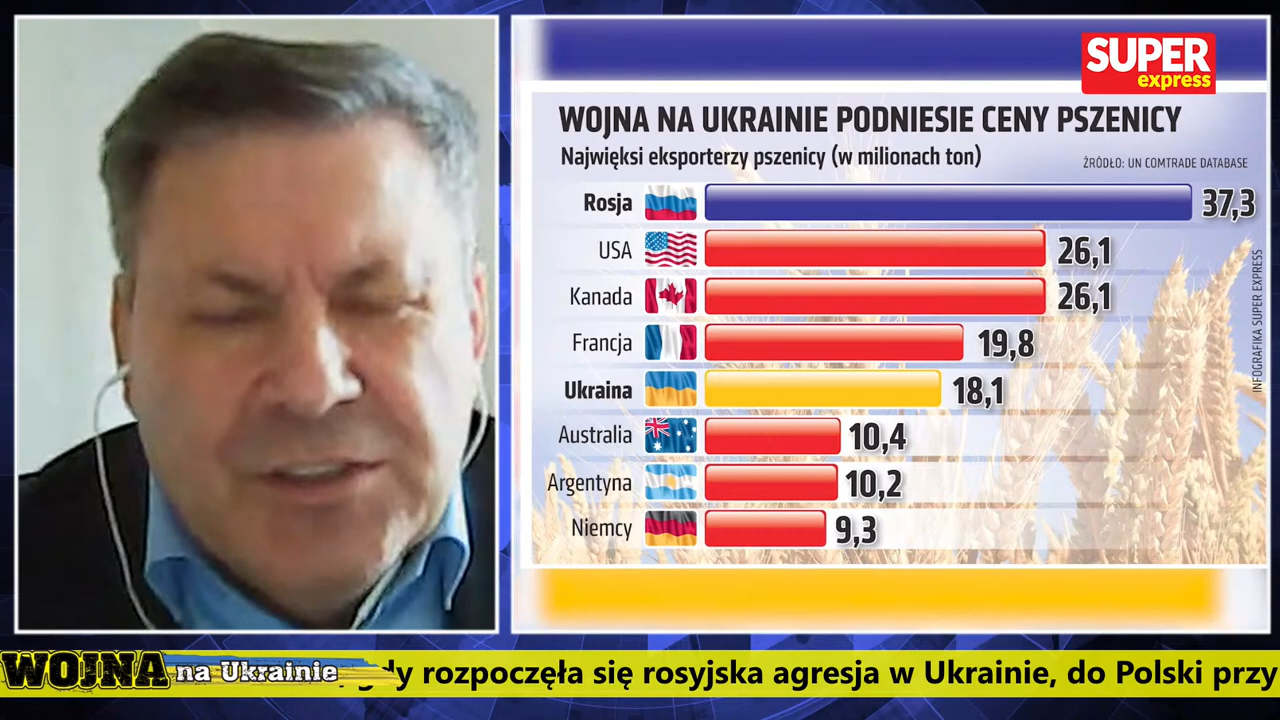 SUPER
express
WOJNA NA UKRAINIE PODNIESIE CENY PSZENICY
Najwięksi eksporterzy pszenicy (w milionach ton)
ŹRÓDŁO: UN COMTRADE DATABASE
Rosja 37,3
USA 26,1
Kanada 26,1
Francja 19,8
Ukraina 18,1
Australia 10,4
Argentyna 10,2
Niemcy 9,3
INFOGRAFIKA SUPER EXPRESS
WOJNA na Ukrainie
rozpoczęła się rosyjska agresja w Ukrainie, do Polski przy